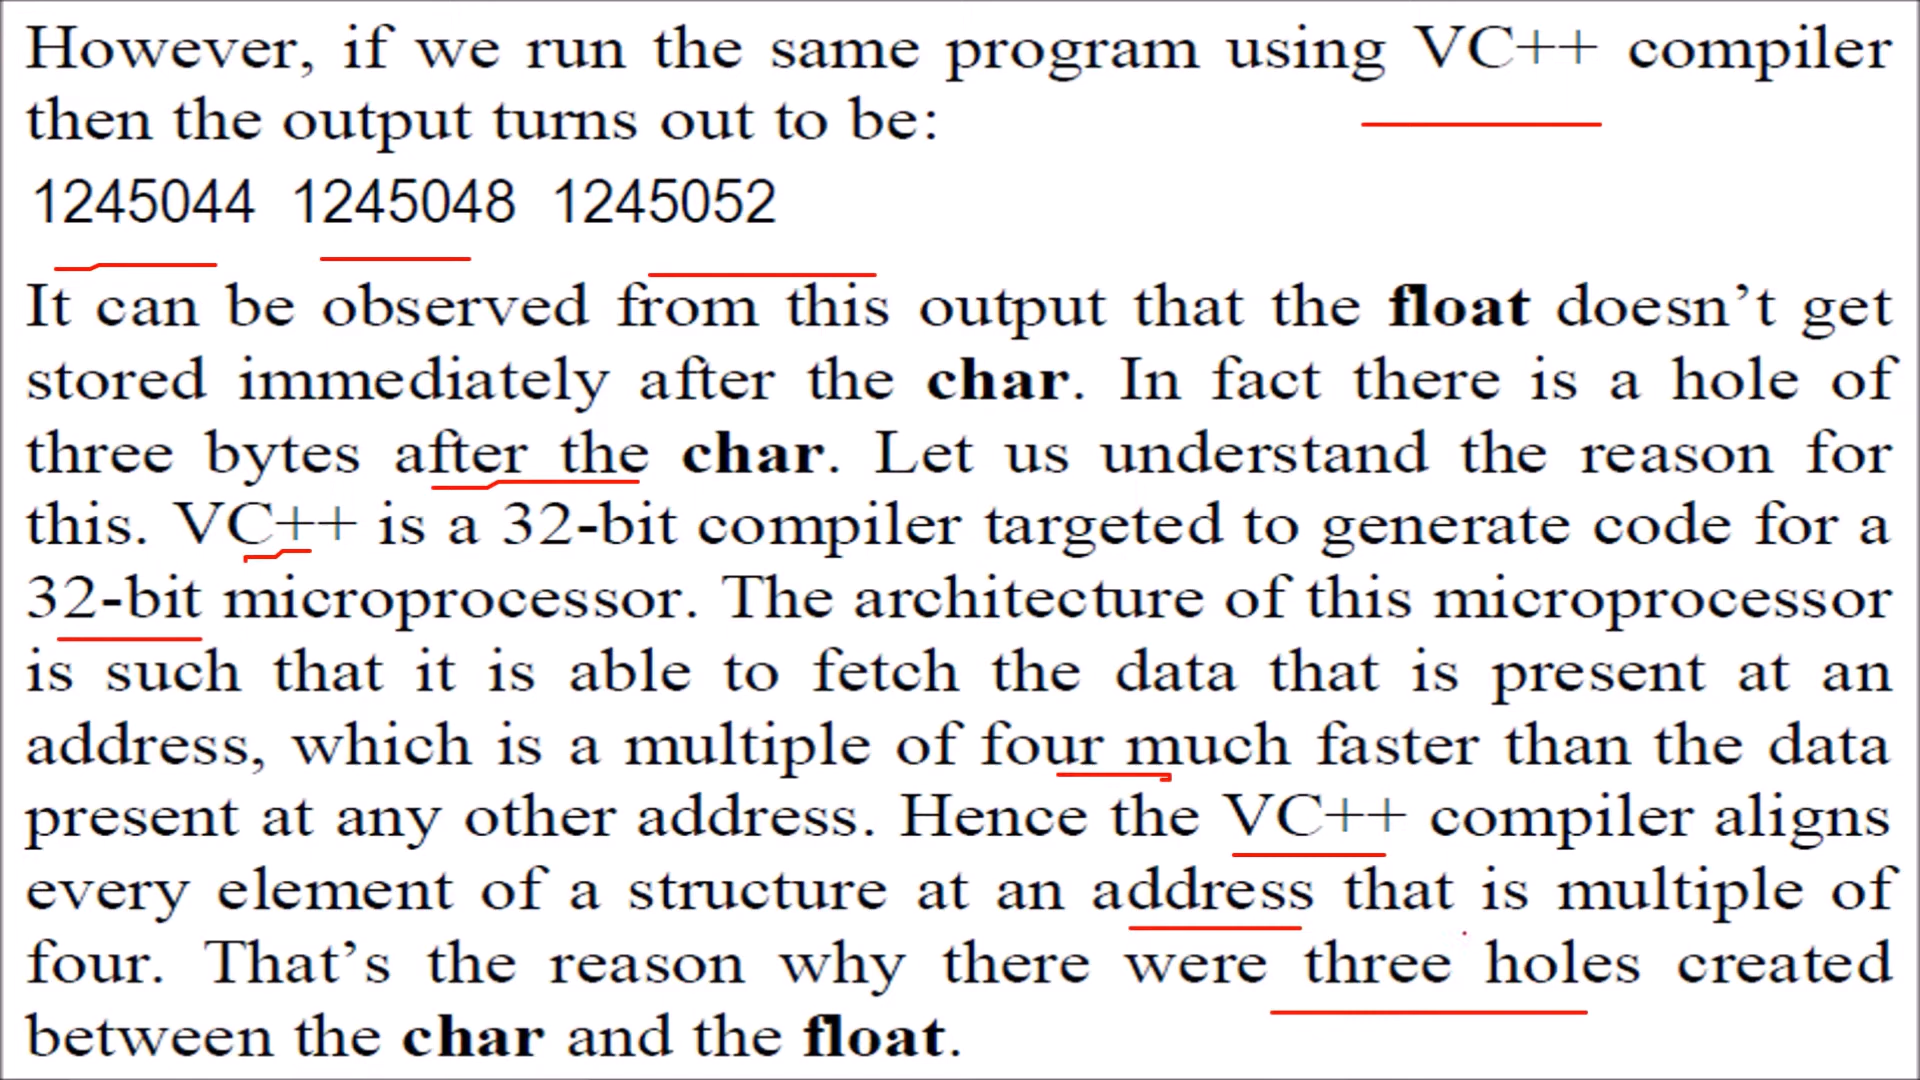 However, if we run the same program using VC++ compiler
then the output turns out to be:
1245044 1245048 1245052
It can be observed from this output that the float doesn’t get
stored immediately after the char. In fact there is a hole of
three bytes after the char. Let us understand the reason for
this. VC++ is a 32-bit compiler targeted to generate code for a
32-bit microprocessor. The architecture of this microprocessor
is such that it is able to fetch the data that is present at an
address, which is a multiple of four much faster than the data
present at any other address. Hence the VC++ compiler aligns
every element of a structure at an address that is multiple of
four. That’s the reason why there were three holes created
between the char and the float.